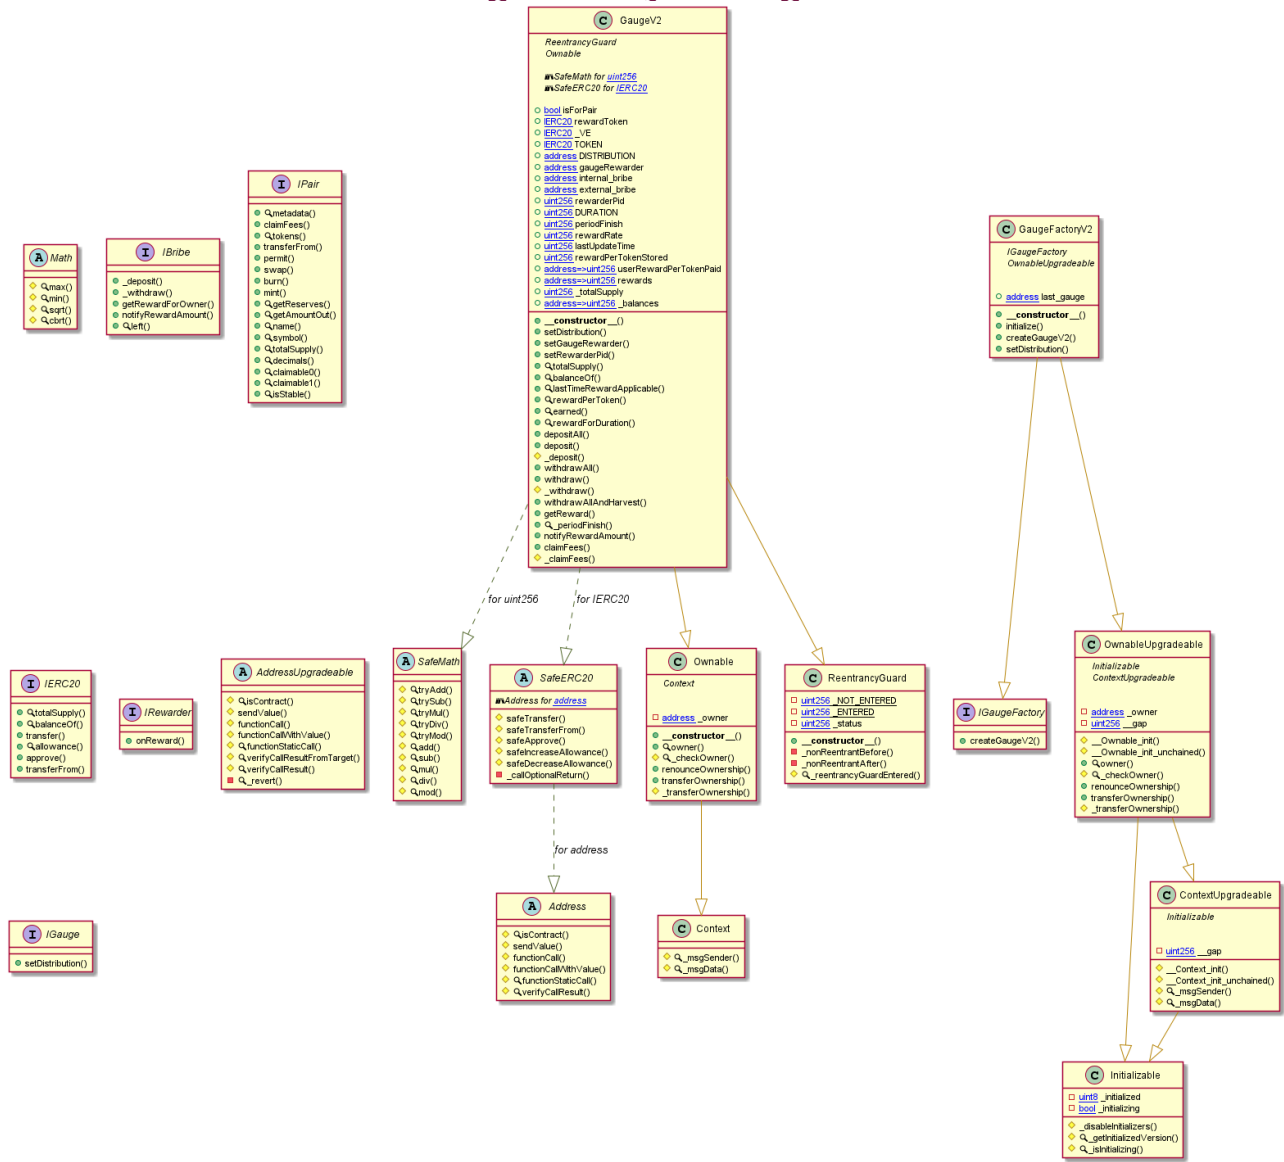 GaugeV2
ReentrancyGuard
Ownable
SafeMath for uint256
SafeERC20 for IERC20
bool isForPair
IERC20 rewardToken
IERC20 _VE
IERC20 TOKEN
address DISTRIBUTION
address gaugeRewarder
address internal_bribe
address external_bribe
uint256 rewarderPid
uint256 DURATION
uint256 periodFinish
uint256 rewardRate
uint256 lastUpdateTime
uint256 rewardPerTokenStored
address=>uint256 userRewardPerTokenPaid
address=>uint256 rewards
uint256 _totalSupply
address=>uint256 _balances
__constructor__()
setDistribution()
setGaugeRewarder()
setRewarderPid()
totalSupply()
balanceOf()
lastTimeRewardApplicable()
rewardPerToken()
earned()
rewardForDuration()
depositAll()
deposit()
_deposit()
withdrawAll()
withdraw()
_withdraw()
withdrawAllAndHarvest()
getReward()
_periodFinish()
notifyRewardAmount()
claimFees()
_claimFees()
Math
max()
min()
sqrt()
cbrt()
IBribe
_deposit()
_withdraw()
getRewardForOwner()
notifyRewardAmount()
left()
IPair
metadata()
claimFees()
tokens()
transferFrom()
permit()
swap()
burn()
mint()
getReserves()
getAmountOut()
name()
symbol()
totalSupply()
decimals()
claimable0()
claimable1()
isStable()
GaugeFactoryV2
IGaugeFactory
OwnableUpgradeable
address last_gauge
__constructor__()
initialize()
createGaugeV2()
setDistribution()
for uint256
for IERC20
IERC20
totalSupply()
balanceOf()
transfer()
allowance()
approve()
transferFrom()
IRewarder
onReward()
AddressUpgradeable
isContract()
sendValue()
functionCall()
functionCallWithValue()
functionStaticCall()
verifyCallResultFromTarget()
verifyCallResult()
_revert()
SafeMath
tryAdd()
trySub()
tryMul()
tryDiv()
tryMod()
add()
sub()
mul()
div()
mod()
SafeERC20
Address for address
safeTransfer()
safeTransferFrom()
safeApprove()
safeIncreaseAllowance()
safeDecreaseAllowance()
_callOptionalReturn()
Ownable
Context
address _owner
__constructor__()
owner()
_checkOwner()
renounceOwnership()
transferOwnership()
_transferOwnership()
ReentrancyGuard
uint256 _NOT_ENTERED
uint256 _ENTERED
uint256 _status
__constructor__()
_nonReentrantBefore()
_nonReentrantAfter()
_reentrancyGuardEntered()
IGaugeFactory
createGaugeV2()
OwnableUpgradeable
Initializable
ContextUpgradeable
address _owner
uint256 __gap
__Ownable_init()
__Ownable_init_unchained()
owner()
_checkOwner()
renounceOwnership()
transferOwnership()
_transferOwnership()
for address
IGauge
setDistribution()
Address
isContract()
sendValue()
functionCall()
functionCallWithValue()
functionStaticCall()
verifyCallResult()
Context
_msgSender()
_msgData()
ContextUpgradeable
Initializable
uint256 __gap
__Context_init()
__Context_init_unchained()
_msgSender()
_msgData()
Initializable
uint8 _initialized
bool _initializing
_disableInitializers()
_getInitializedVersion()
_isInitializing()